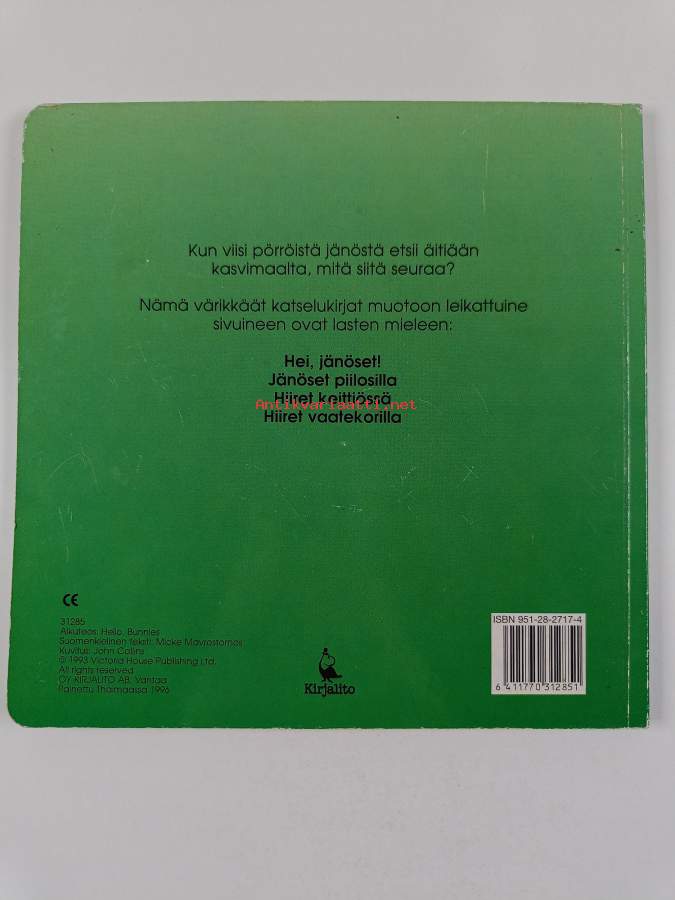 Kun viisi pörröistä jänöstä etsii äitiään
kasvimaalta, mitä siitä seuraa?
Nämä värikkäät katselukirjat muotoon leikattuine
sivuineen ovat lasten mieleen:
Hei, jänöset!
Jänöset piilosilla
Hiiret keittiössä
Antikvariaatti.net
Hiiret vaatekorilla
CE
31285
Alkuteos: Hello, Bunnies
Suomenkielinen teksti: Micke Mavrostomos
Kuvitus: John Collins
© 1993 Victoria House Publishing Ltd.
All rights reserved
OY KIRJALITO AB, Vantaa
Painettu Thaimaassa 1996
Kirjalito
ISBN 951-28-2717-4
6 411770 312851